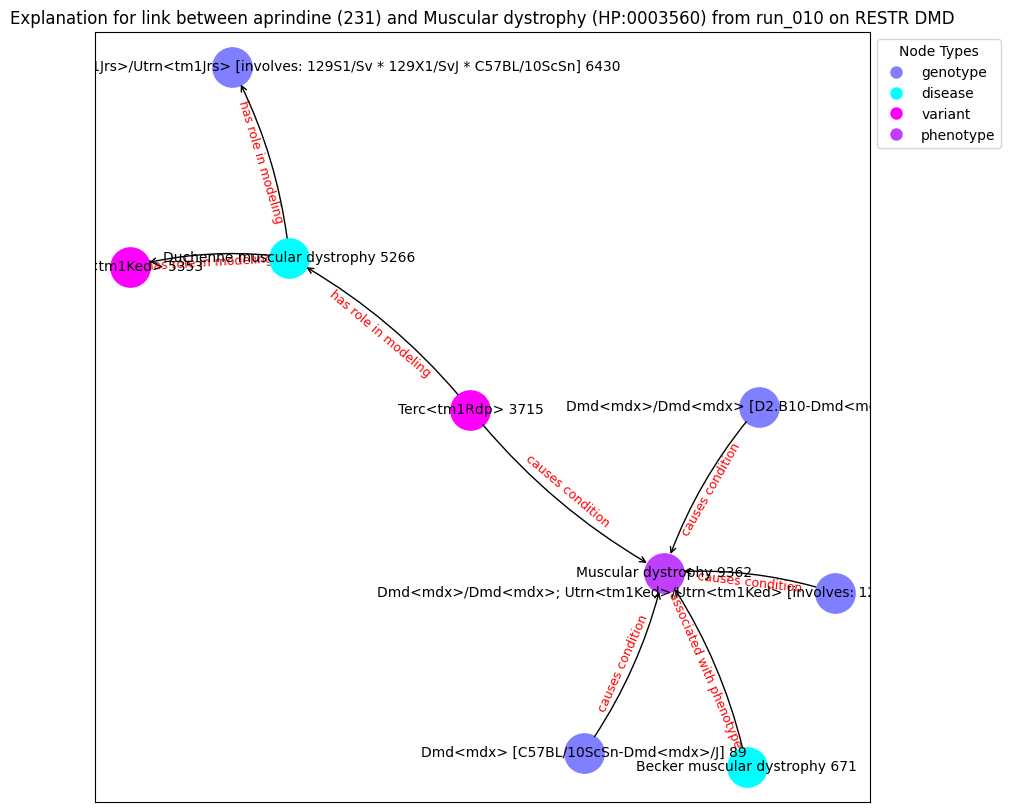 Explanation for link between aprindine (231) and Muscular dystrophy (HP:0003560) from run_010 on RESTR DMD
Node Types
genotype
disease
variant
phenotype
1Jrs>/Utrn<tm1Jrs> [involves: 129S1/Sv * 129X1/SvJ * C57BL/10ScSn] 6430
has role in modeling
Duchenne muscular dystrophy 5266
<tm1Ked> 5353
has role in modeling
has role in modeling
Terc<tm1Rdp> 3715
Dmd<mdx>/Dmd<mdx> [D2.B10-Dmd<m
causes condition
causes condition
Muscular dystrophy 9362
causes condition
Dmd<mdx>/Dmd<mdx>; Utrn<tm1Ked>/Utrn<tm1Ked> [involves: 12
causes condition
associated with phenotype
Dmd<mdx> [C57BL/10ScSn-Dmd<mdx>/J] 89
Becker muscular dystrophy 671